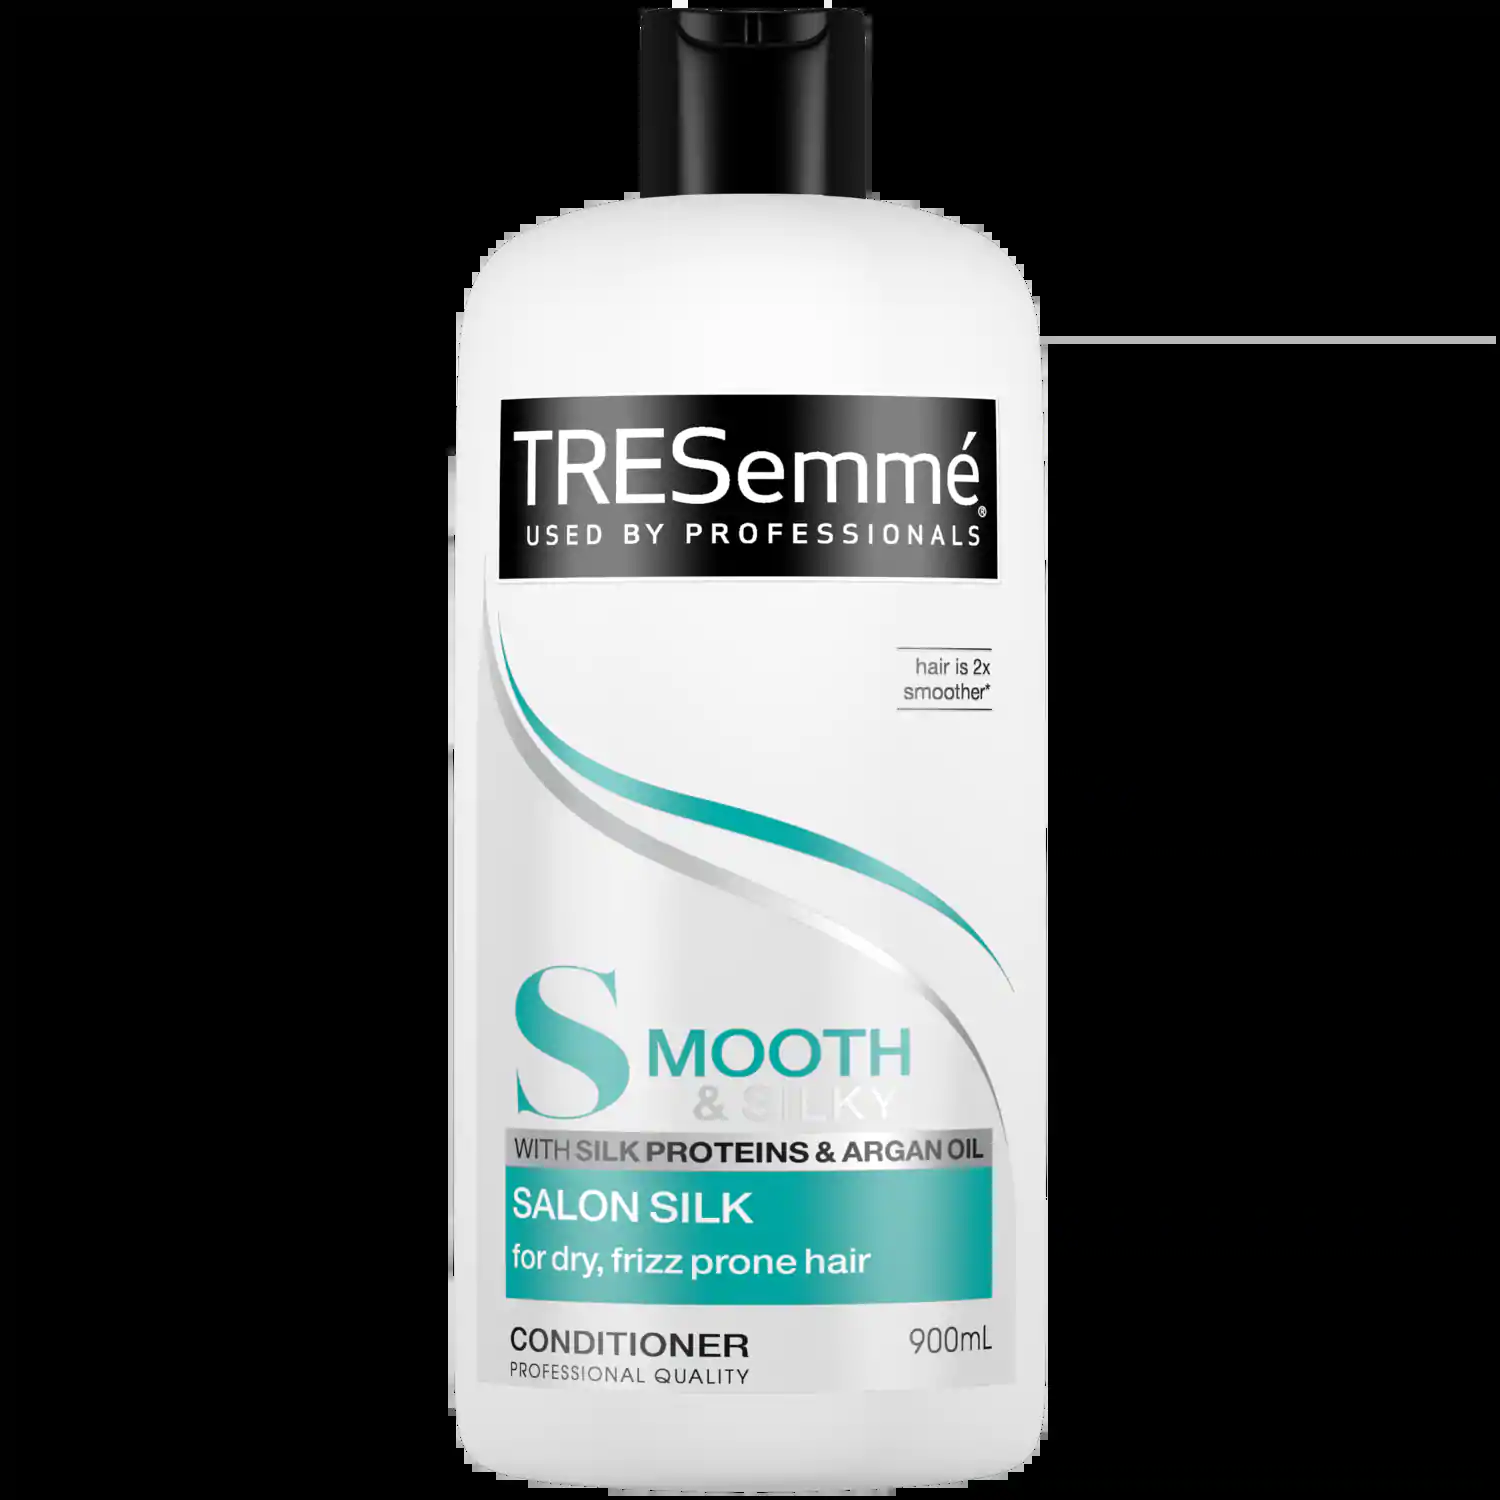 TRESemmé®
USED BY PROFESSIONALS
hair is 2x
smoother*
SMOOTH
& SILKY
WITH SILK PROTEINS & ARGAN OIL
SALON SILK
for dry, frizz prone hair
CONDITIONER 900mL
PROFESSIONAL QUALITY